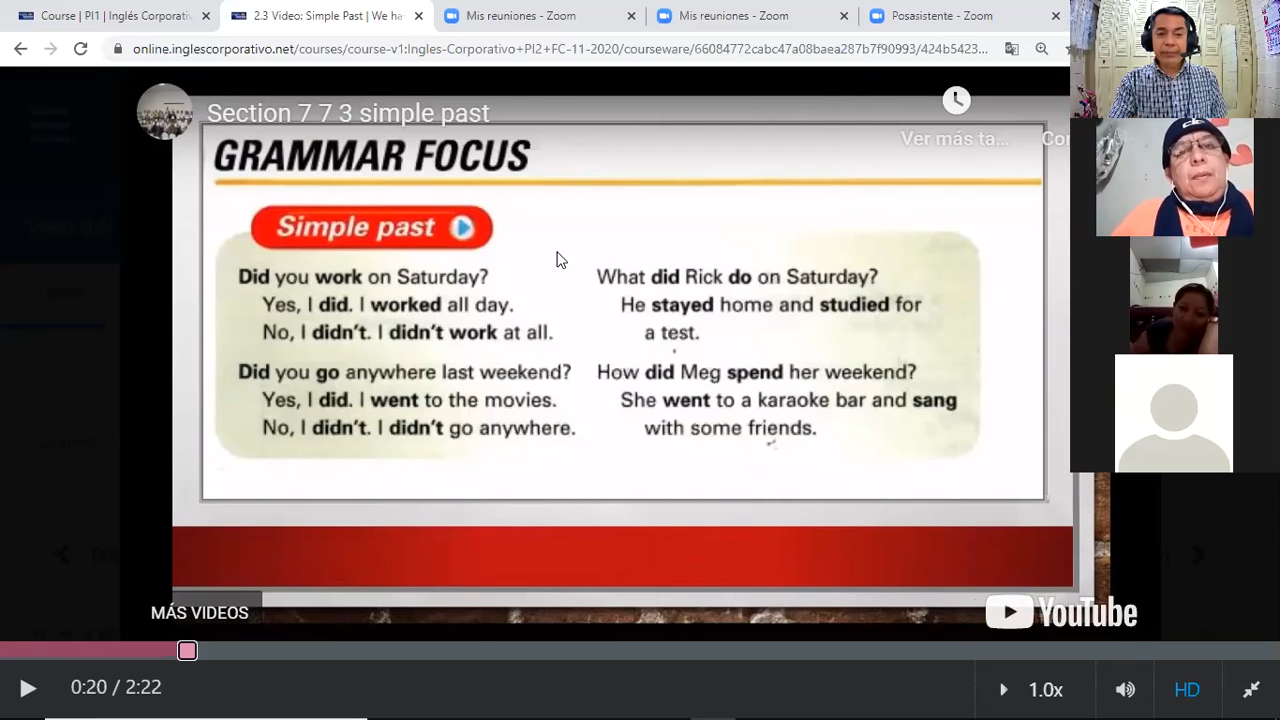 Course | PI1 | Inglés Corporativ
2.3 Video: Simple Past | We ha
Mis reuniones - Zoom
Mis reuniones - Zoom
Posasistente - Zoom
online.inglescorporativo.net/courses/course-v1:Ingles-Corporativo+PI2+FC-11-2020/courseware/66084772cabc47a08baea287b7f90993/424b5423...
Section 7 7 3 simple past
Ver más ta...
GRAMMAR FOCUS
Simple past
Did you work on Saturday?
Yes, I did. I worked all day.
No, I didn't. I didn't work at all.
Did you go anywhere last weekend?
Yes, I did. I went to the movies.
No, I didn't. I didn't go anywhere.
What did Rick do on Saturday?
He stayed home and studied for
a test.
How did Meg spend her weekend?
She went to a karaoke bar and sang
with some friends.
MÁS VIDEOS
YouTube
0:20 / 2:22
1.0x
HD